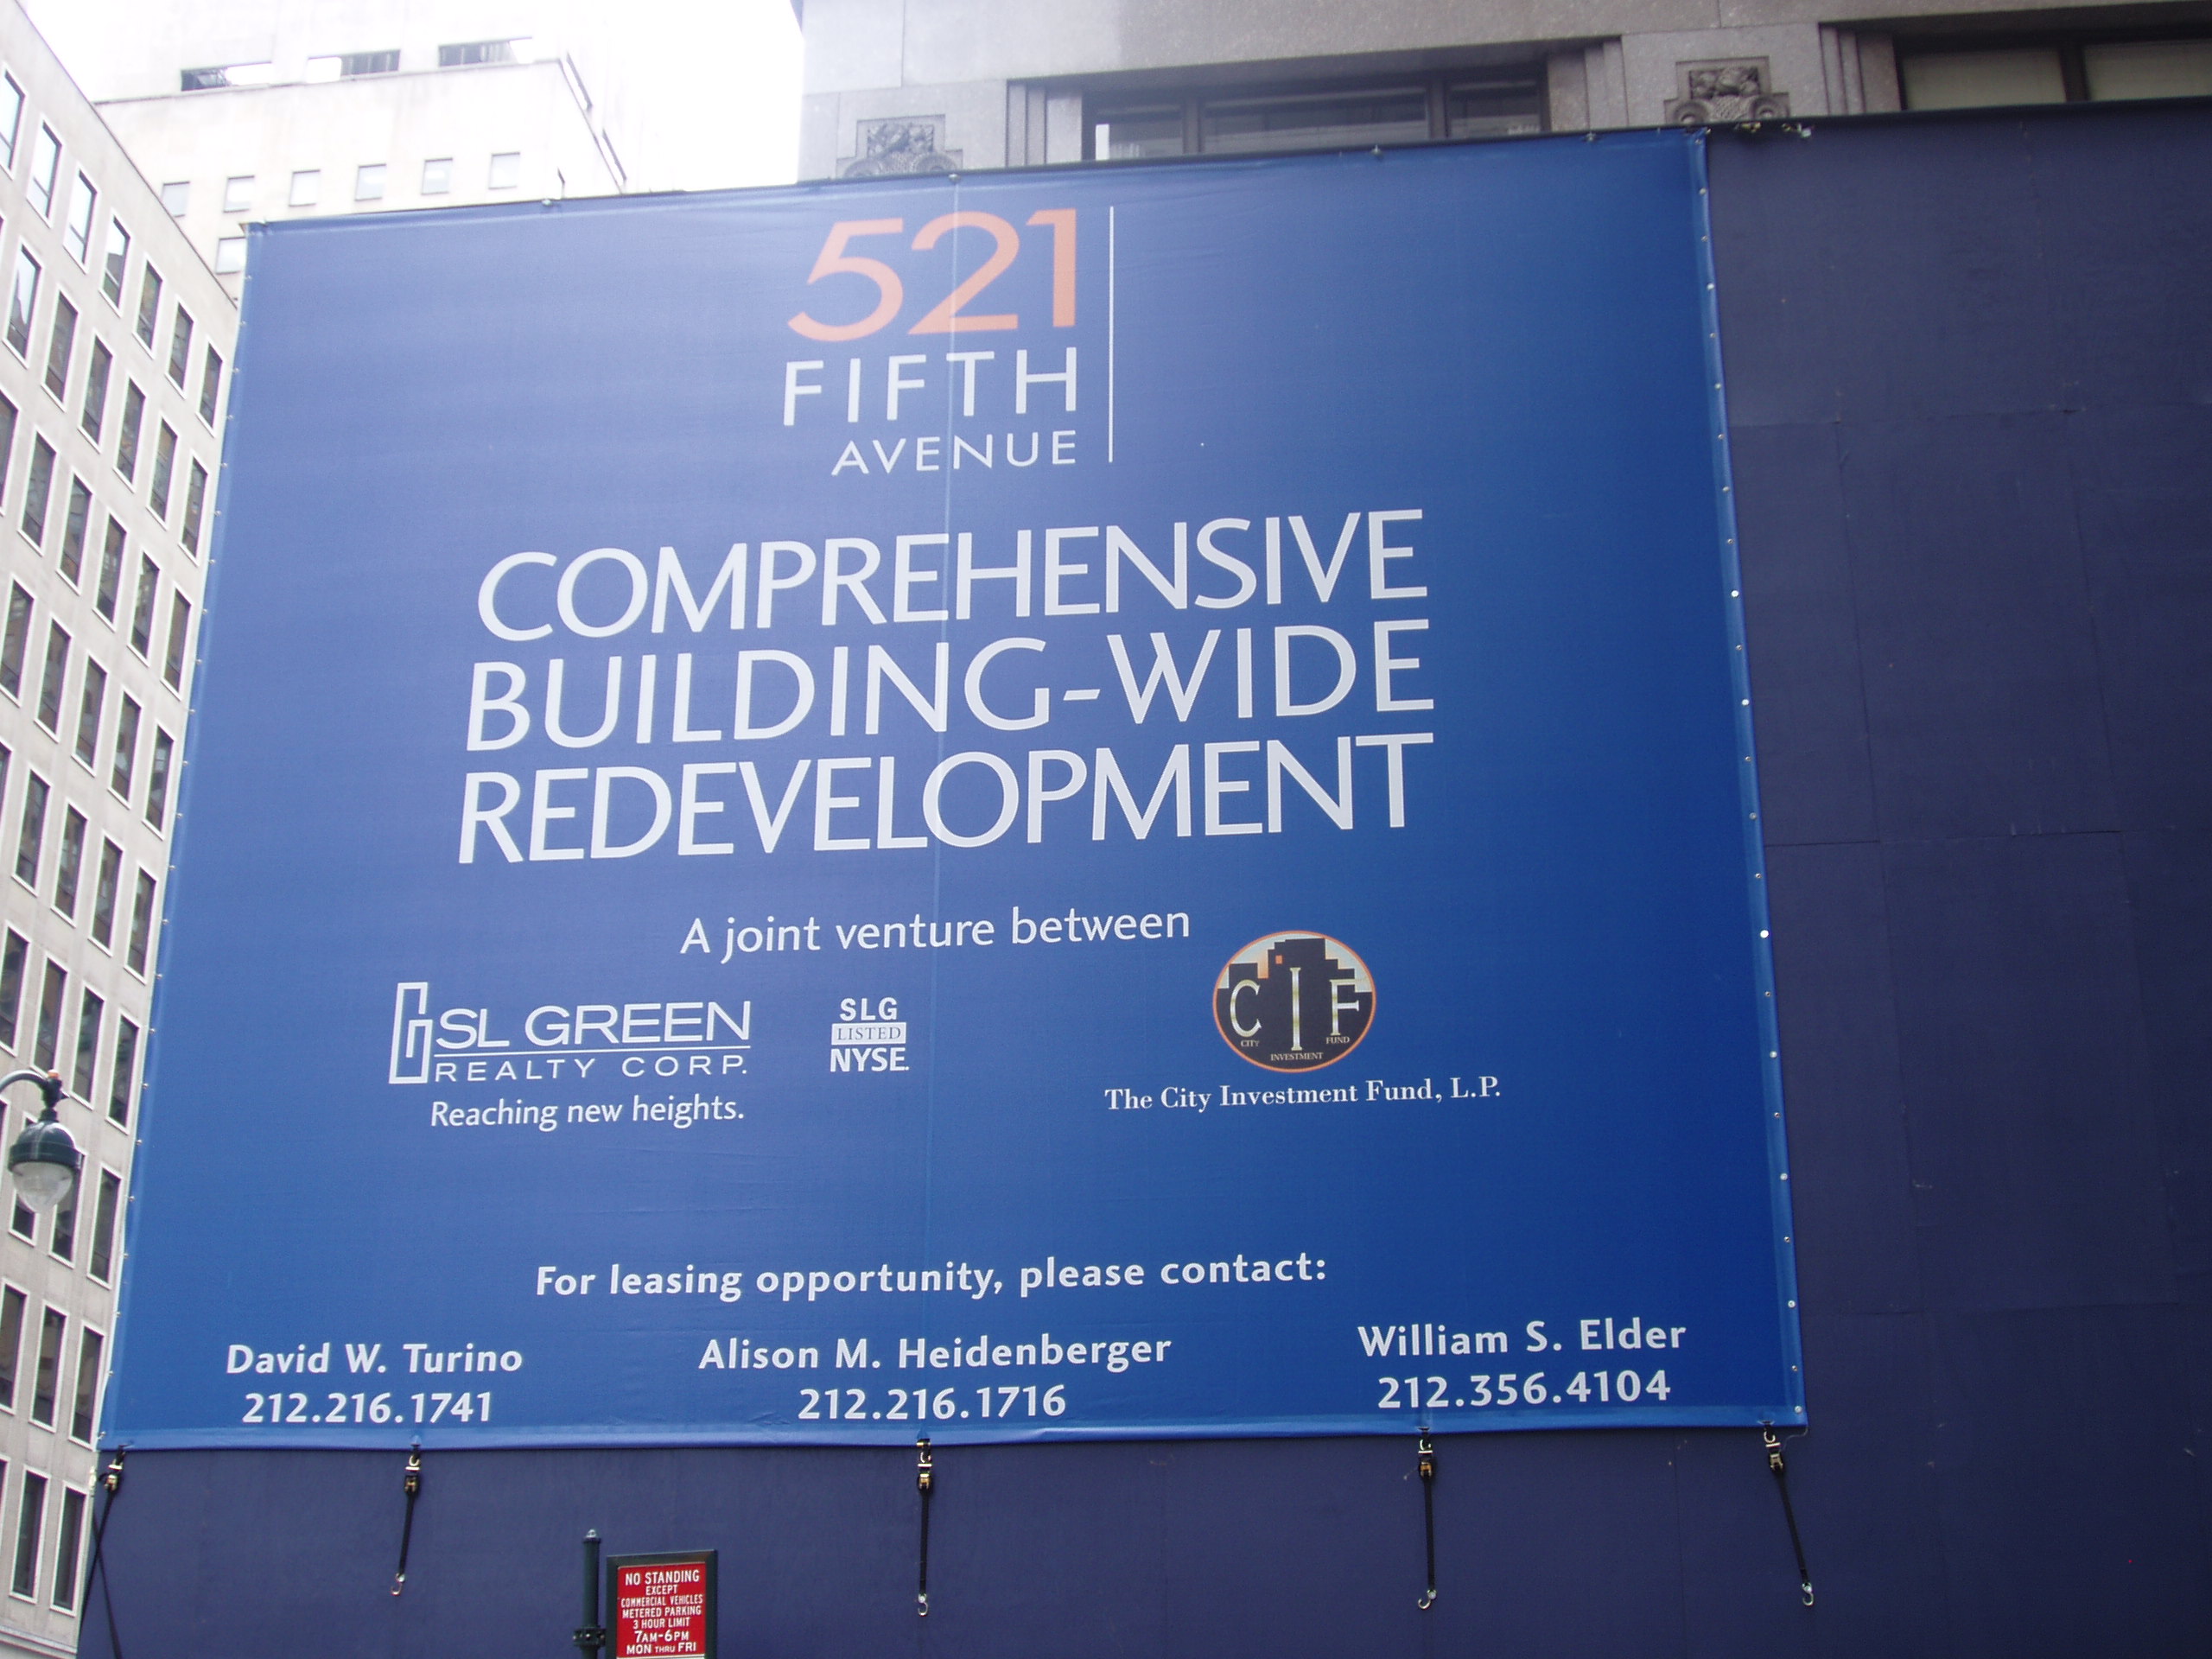 521
FIFTH
AVENUE
COMPREHENSIVE
BUILDING-WIDE
REDEVELOPMENT
A joint venture between
SL GREEN
REALTY CORP.
Reaching new heights.
SLG
LISTED
NYSE.
C I F
CITY INVESTMENT FUND
The City Investment Fund, L.P.
For leasing opportunity, please contact:
David W. Turino
212.216.1741
Alison M. Heidenberger
212.216.1716
William S. Elder
212.356.4104
NO STANDING
EXCEPT
COMMERCIAL VEHICLES
METERED PARKING
3 HOUR LIMIT
7AM-6PM
MON THRU FRI